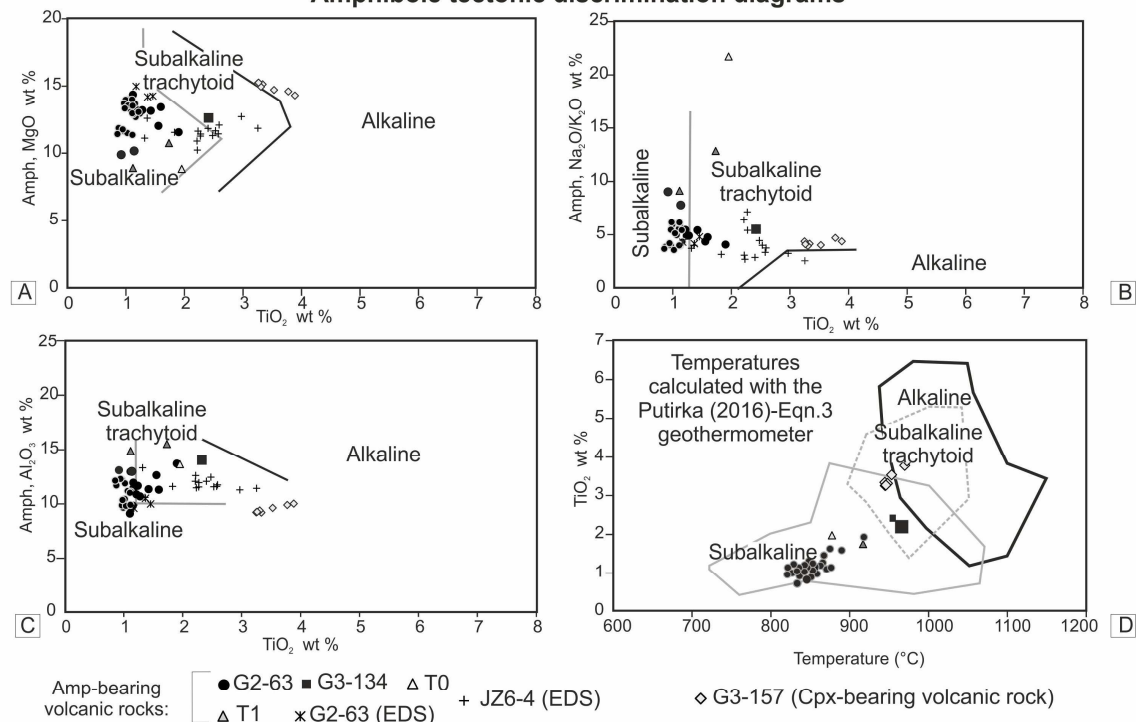 Amphibole tectonic discrimination diagrams
20
15
10
5
0
Amph, MgO wt %
Subalkaline
trachytoid
Alkaline
Subalkaline
A
0 1 2 3 4 5 6 7 8
TiO2 wt %
25
20
15
10
5
0
Amph, Na2O/K2O wt %
Subalkaline
Subalkaline
trachytoid
Alkaline
B
0 1 2 3 4 5 6 7 8
TiO2 wt %
25
20
15
10
5
0
Amph, Al2O3 wt %
Subalkaline
trachytoid
Alkaline
Subalkaline
C
0 1 2 3 4 5 6 7 8
TiO2 wt %
7
6
5
4
3
2
1
0
TiO2 wt %
Temperatures
calculated with the
Putirka (2016)-Eqn.3
geothermometer
Alkaline
Subalkaline
trachytoid
Subalkaline
D
600 700 800 900 1000 1100 1200
Temperature (°C)
Amp-bearing
volcanic rocks:
G2-63 G3-134 T0
T1 G2-63 (EDS)
JZ6-4 (EDS)
G3-157 (Cpx-bearing volcanic rock)